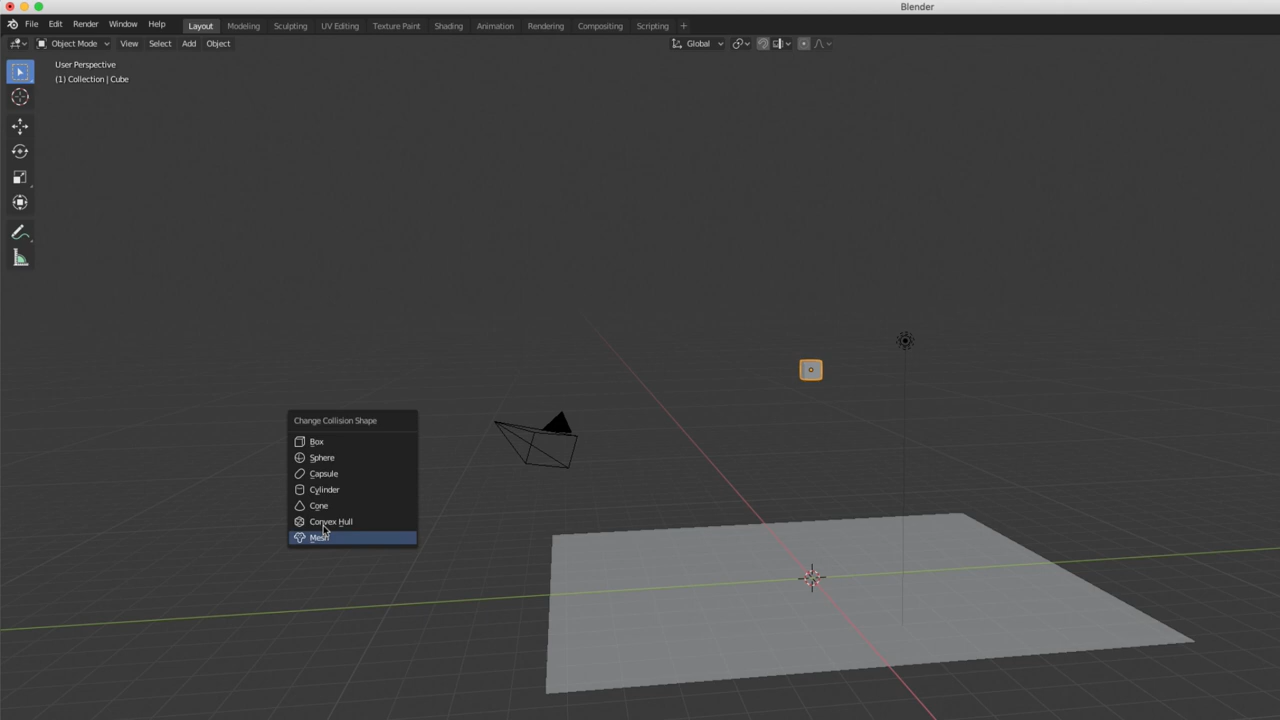 Blender
File Edit Render Window Help Layout Modeling Sculpting UV Editing Texture Paint Shading Animation Rendering Compositing Scripting +
Object Mode View Select Add Object Global
User Perspective
(1) Collection | Cube
Change Collision Shape
Box
Sphere
Capsule
Cylinder
Cone
Convex Hull
Mesh